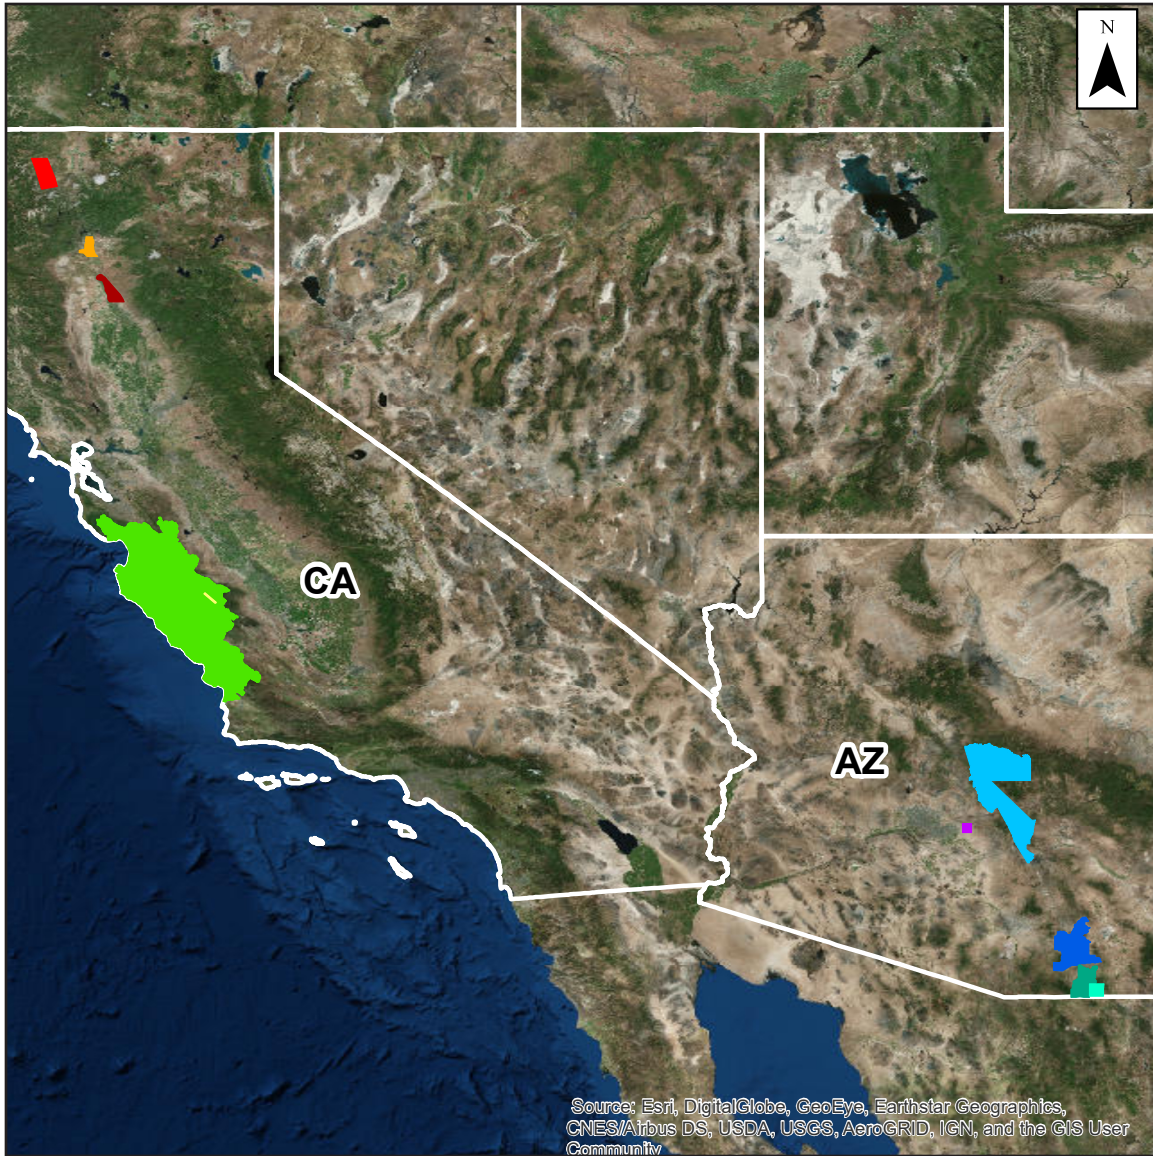 N
CA
AZ
Source: Esri, DigitalGlobe, GeoEye, Earthstar Geographics,
CNES/Airbus DS, USDA, USGS, AeroGRID, IGN, and the GIS User
Community